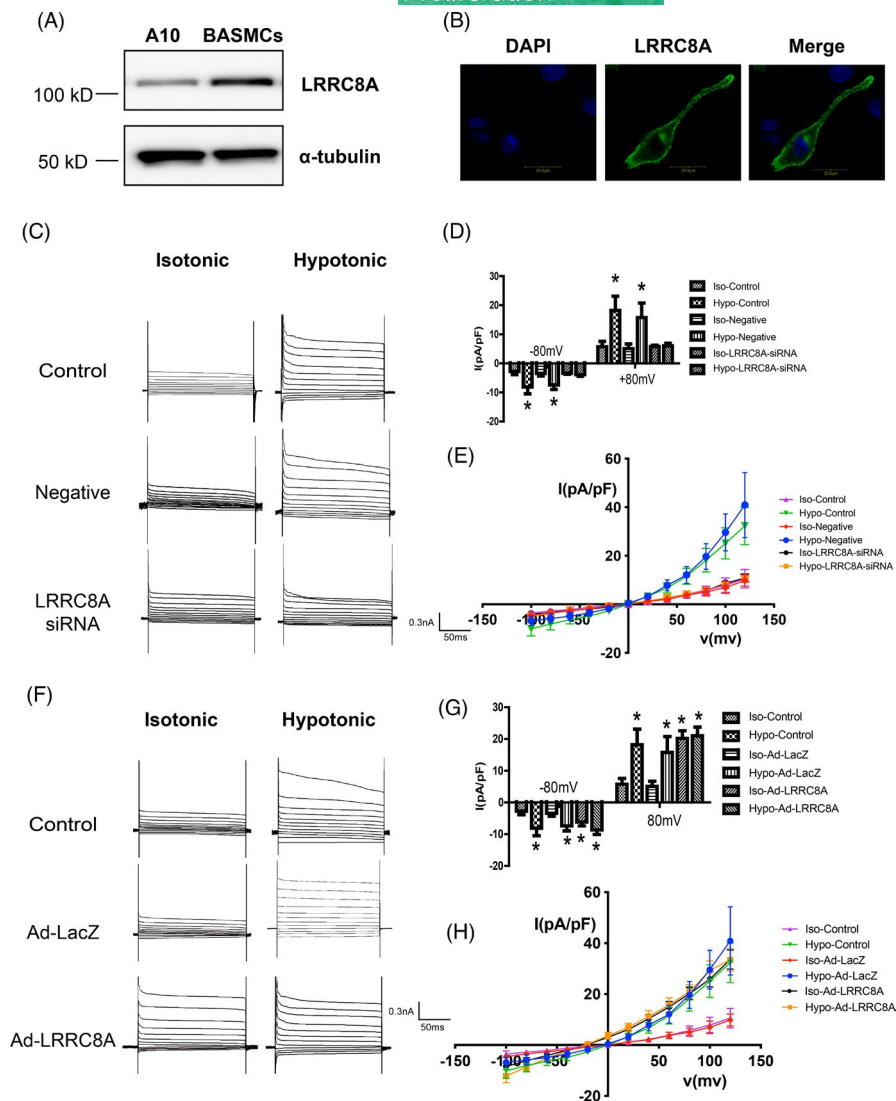 (A)
A10 BASMCs
LRRC8A
100 kD
50 kD
α-tubulin
(B)
DAPI LRRC8A Merge
(C)
Isotonic Hypotonic
Control
Negative
LRRC8A
siRNA
0.3nA
50ms
(D)
I(pA/pF)
30
20
10
0
-10
-20
-80mV
+80mV
* * * *
Iso-Control
Hypo-Control
Iso-Negative
Hypo-Negative
Iso-LRRC8A-siRNA
Hypo-LRRC8A-siRNA
(E)
I(pA/pF)
60
40
20
-20
-100 -50 0 50 100 150
v(mv)
Iso-Control
Hypo-Control
Iso-Negative
Hypo-Negative
Iso-LRRC8A-siRNA
Hypo-LRRC8A-siRNA
(F)
Isotonic Hypotonic
Control
Ad-LacZ
Ad-LRRC8A
0.3nA
50ms
(G)
I(pA/pF)
30
20
10
0
-10
-20
-80mV
80mV
* * * * * * * *
Iso-Control
Hypo-Control
Iso-Ad-LacZ
Hypo-Ad-LacZ
Iso-Ad-LRRC8A
Hypo-Ad-LRRC8A
(H)
I(pA/pF)
60
40
20
-20
-150 -100 -50 0 50 100 150
v(mv)
Iso-Control
Hypo-Control
Iso-Ad-LacZ
Hypo-Ad-LacZ
Iso-Ad-LRRC8A
Hypo-Ad-LRRC8A